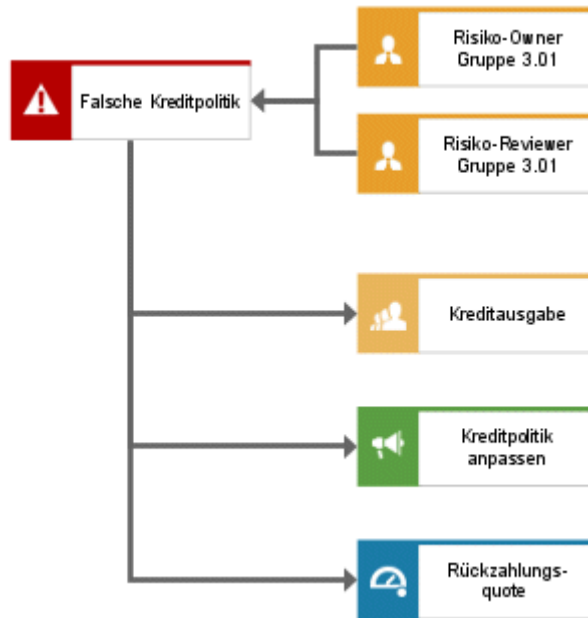 Risiko-Owner
Gruppe 3.01
Falsche Kreditpolitik
Risiko-Reviewer
Gruppe 3.01
Kreditausgabe
Kreditpolitik
anpassen
Rückzahlungs-
quote